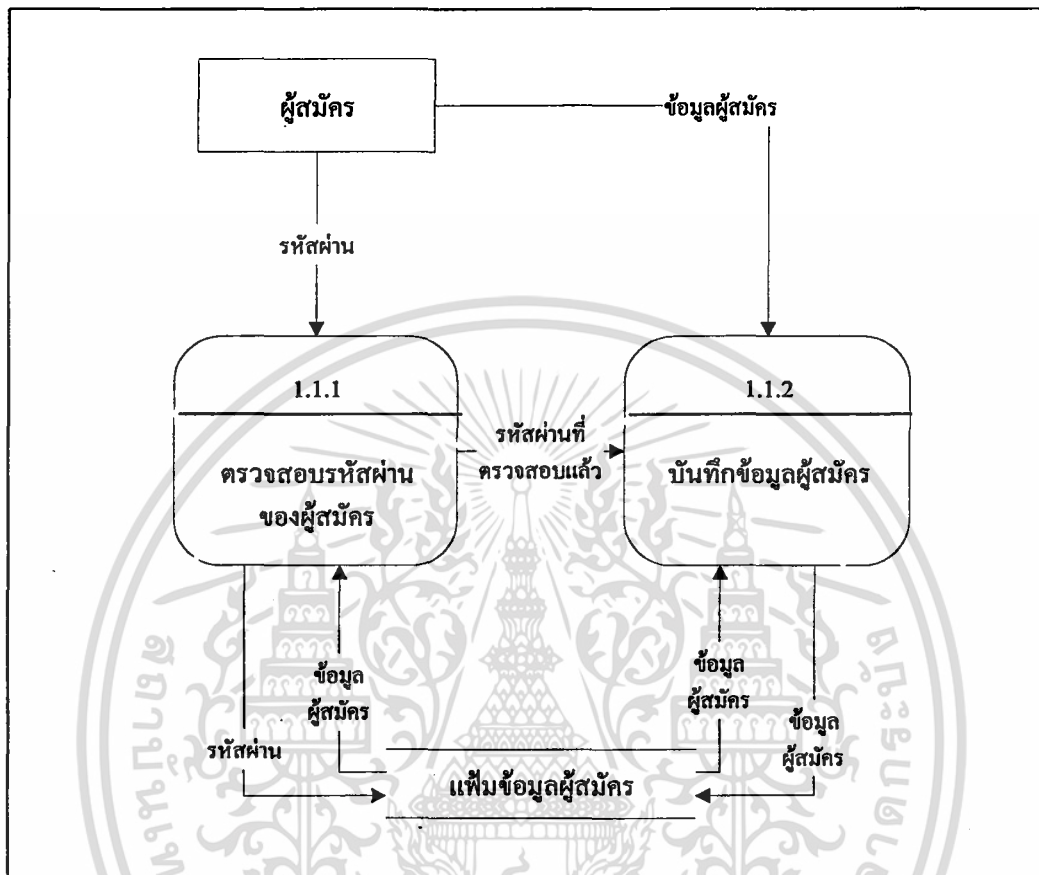 ผู้สมัคร
ข้อมูลผู้สมัคร
รหัสผ่าน
1.1.1
1.1.2
รหัสผ่านที่
ตรวจสอบแล้ว
ตรวจสอบรหัสผ่าน
ของผู้สมัคร
บันทึกข้อมูลผู้สมัคร
ข้อมูล
ผู้สมัคร
ข้อมูล
ผู้สมัคร
รหัสผ่าน
ข้อมูล
ผู้สมัคร
แฟ้มข้อมูลผู้สมัคร